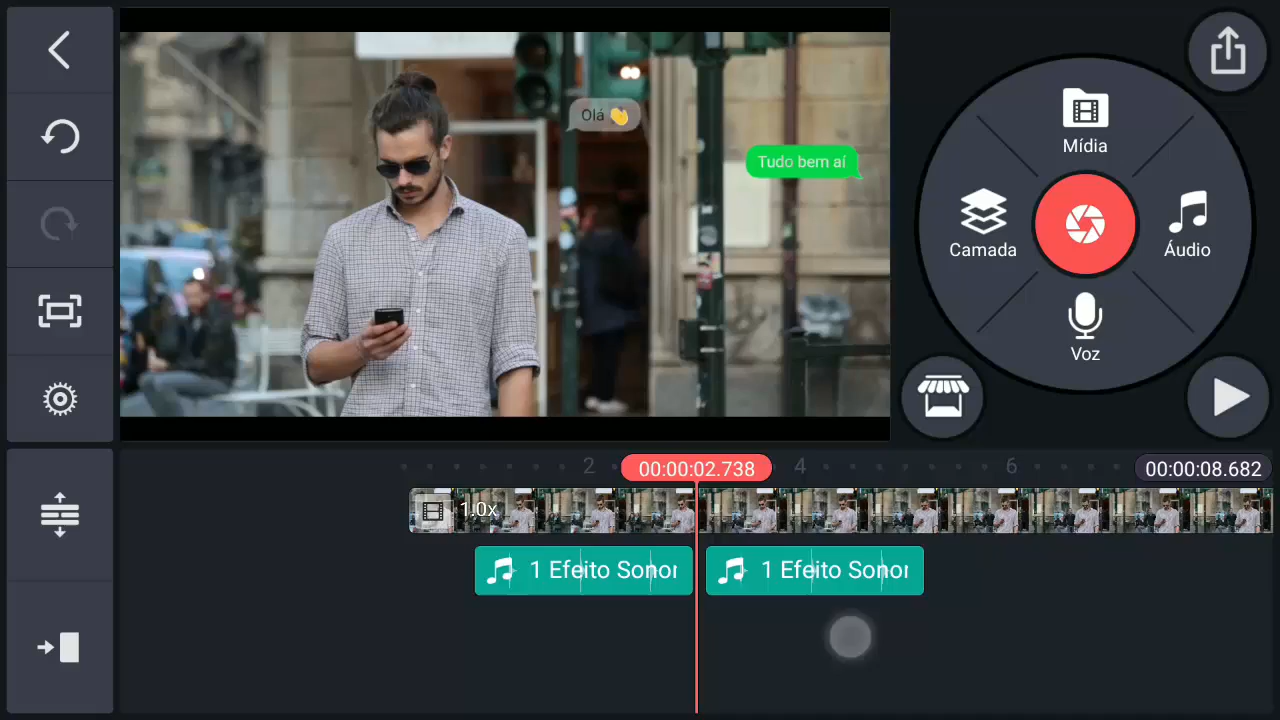 Olá 👋
Tudo bem aí
Mídia
Camada
Áudio
Voz
2
00:00:02.738
4
6
00:00:08.682
1.0x
1 Efeito Sonor
1 Efeito Sonor